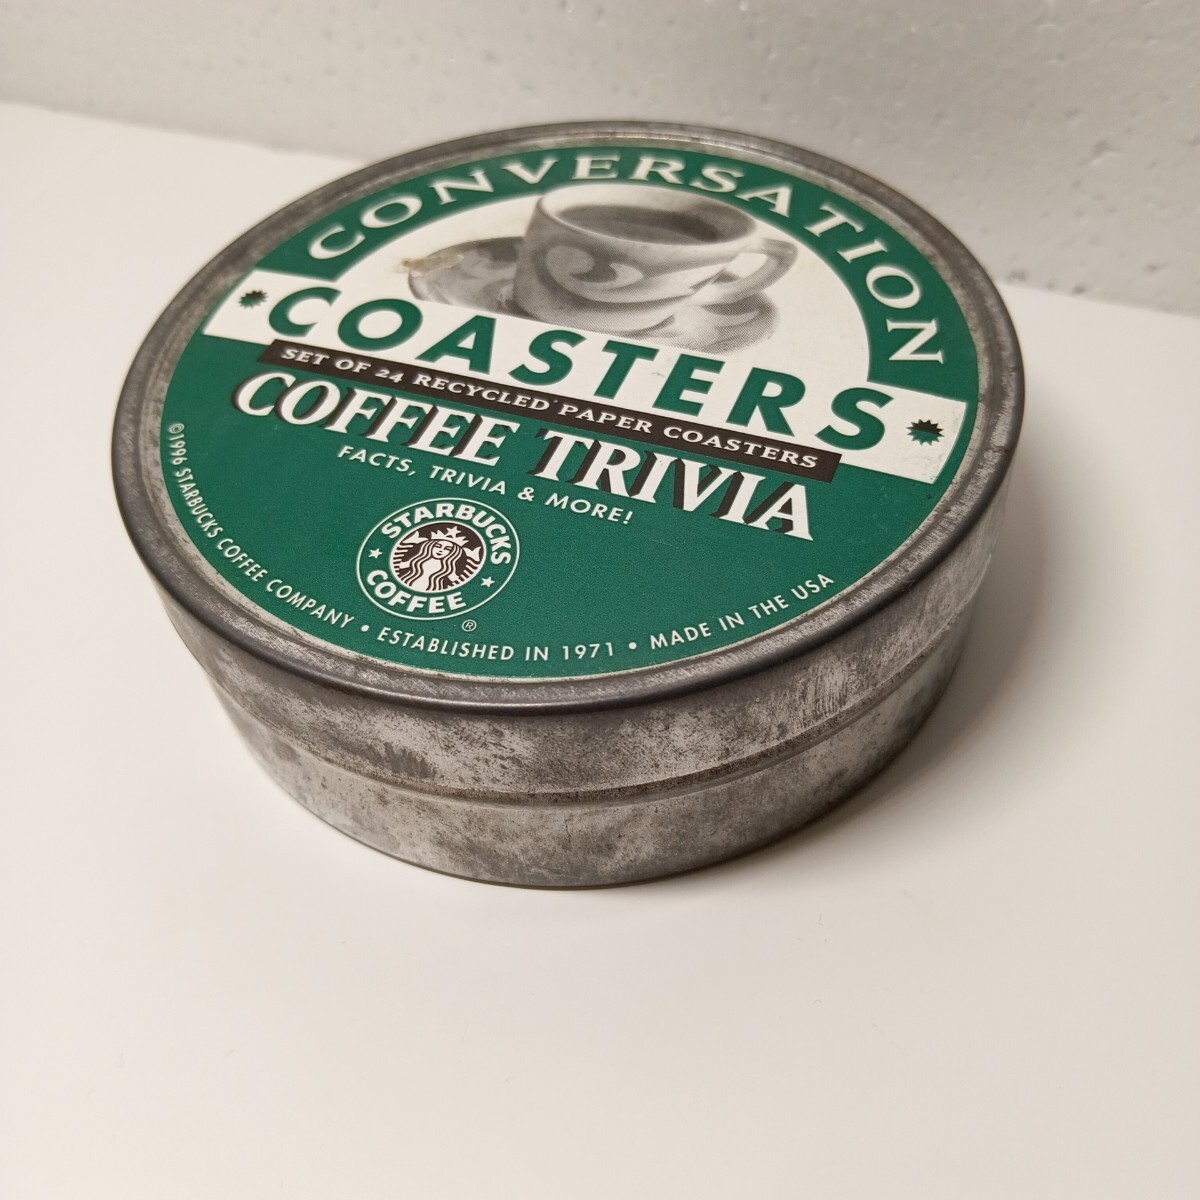 CONVERSATION
COASTERS
SET OF 24 RECYCLED PAPER COASTERS
COFFEE TRIVIA
FACTS, TRIVIA & MORE!
STARBUCKS
COFFEE
®
©1996 STARBUCKS COFFEE COMPANY • ESTABLISHED IN 1971 • MADE IN THE USA